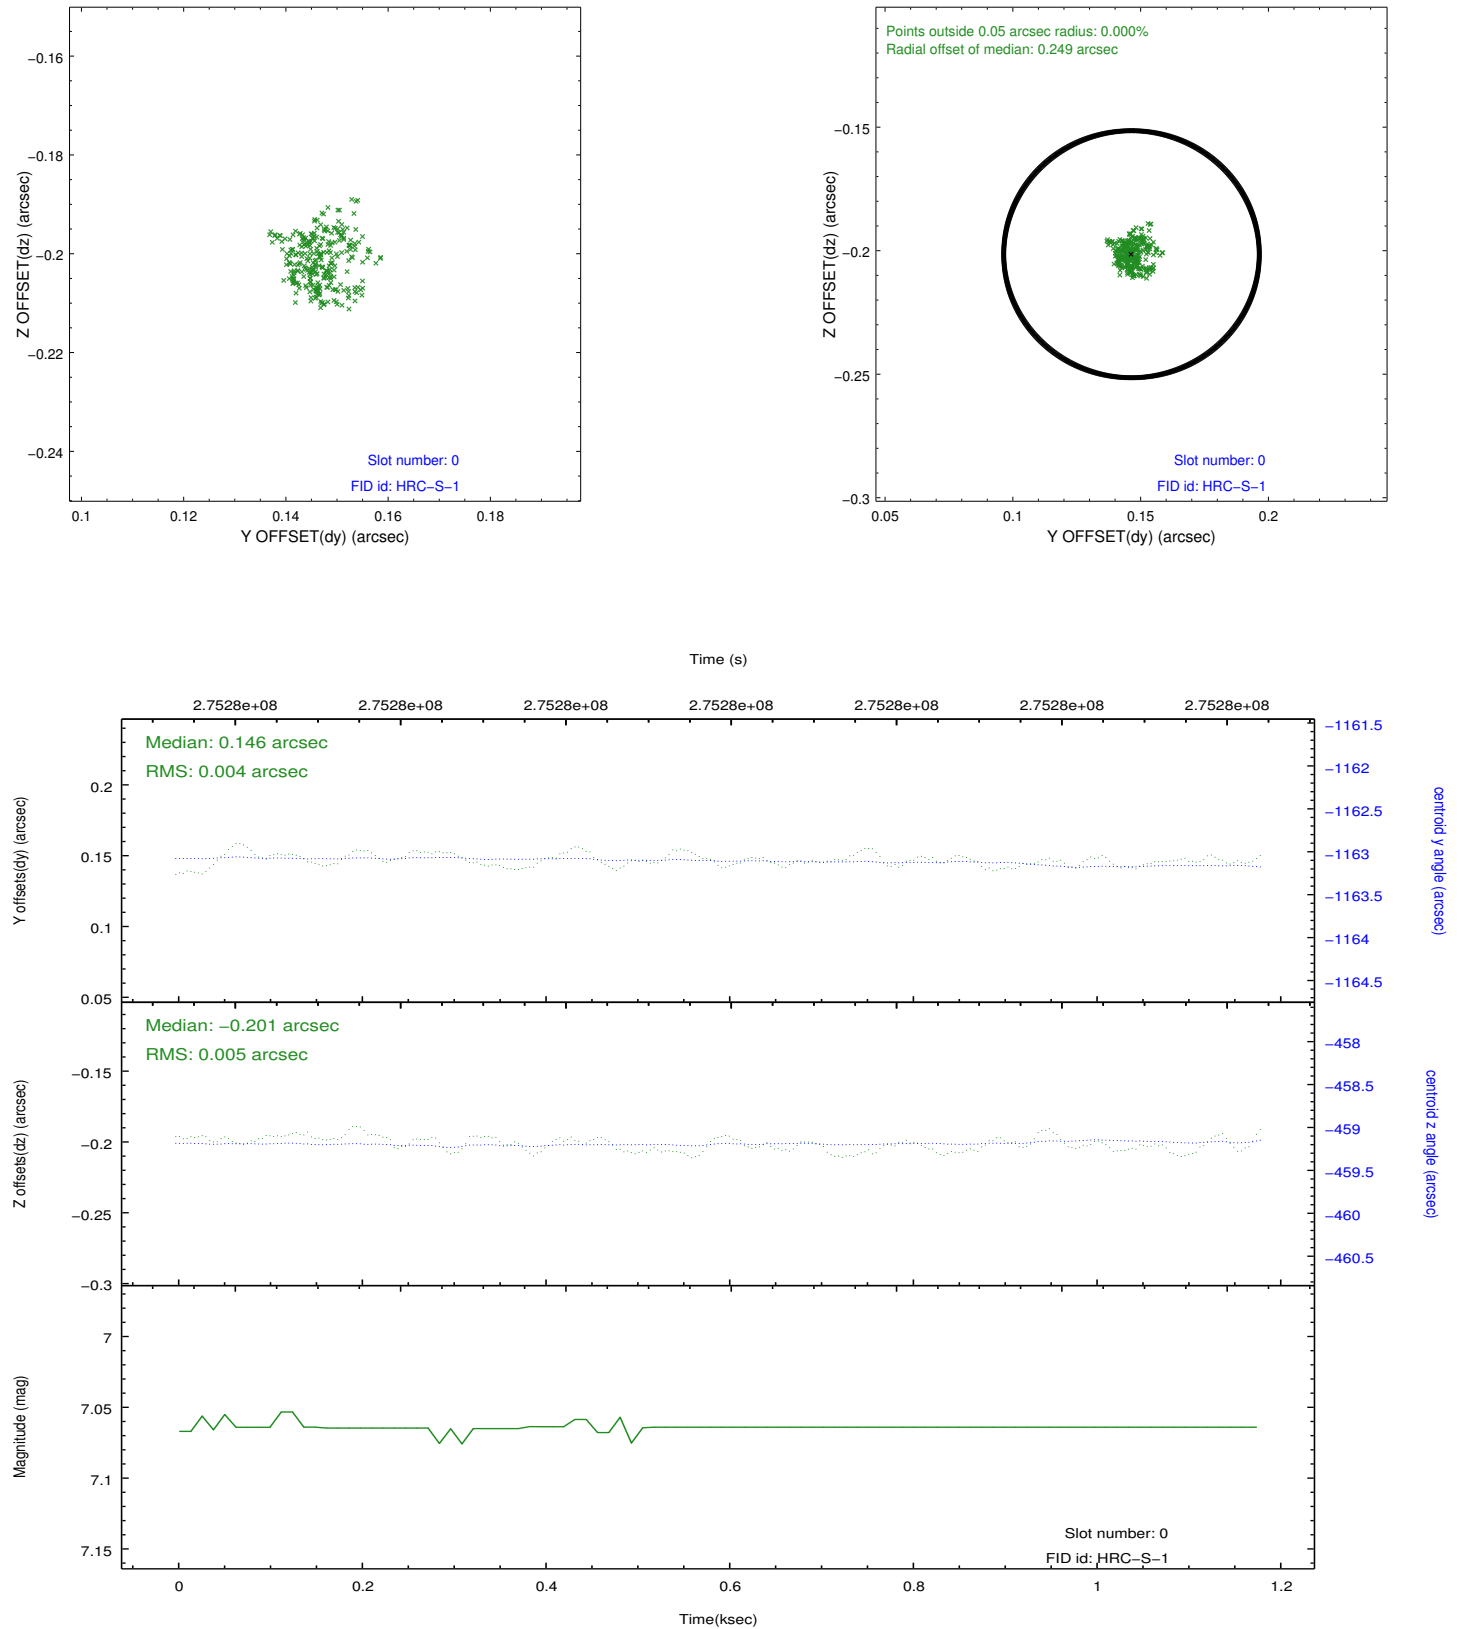 −0.16
−0.18
−0.2
−0.22
−0.24
Z OFFSET(dz) (arcsec)
Slot number: 0
FID id: HRC−S−1
0.1 0.12 0.14 0.16 0.18
Y OFFSET(dy) (arcsec)
Points outside 0.05 arcsec radius: 0.000%
Radial offset of median: 0.249 arcsec
−0.15
−0.2
−0.25
−0.3
Z OFFSET(dz) (arcsec)
Slot number: 0
FID id: HRC−S−1
0.05 0.1 0.15 0.2
Y OFFSET(dy) (arcsec)
Time (s)
2.7528e+08 2.7528e+08 2.7528e+08 2.7528e+08 2.7528e+08 2.7528e+08 2.7528e+08
Median: 0.146 arcsec
RMS: 0.004 arcsec
0.2
0.15
0.1
0.05
Y offsets(dy) (arcsec)
−1161.5
−1162
−1162.5
−1163
−1163.5
−1164
−1164.5
centroid y angle (arcsec)
Median: −0.201 arcsec
RMS: 0.005 arcsec
−0.15
−0.2
−0.25
−0.3
Z offsets(dz) (arcsec)
−458
−458.5
−459
−459.5
−460
−460.5
centroid z angle (arcsec)
7
7.05
7.1
7.15
Magnitude (mag)
Slot number: 0
FID id: HRC−S−1
0 0.2 0.4 0.6 0.8 1 1.2
Time(ksec)